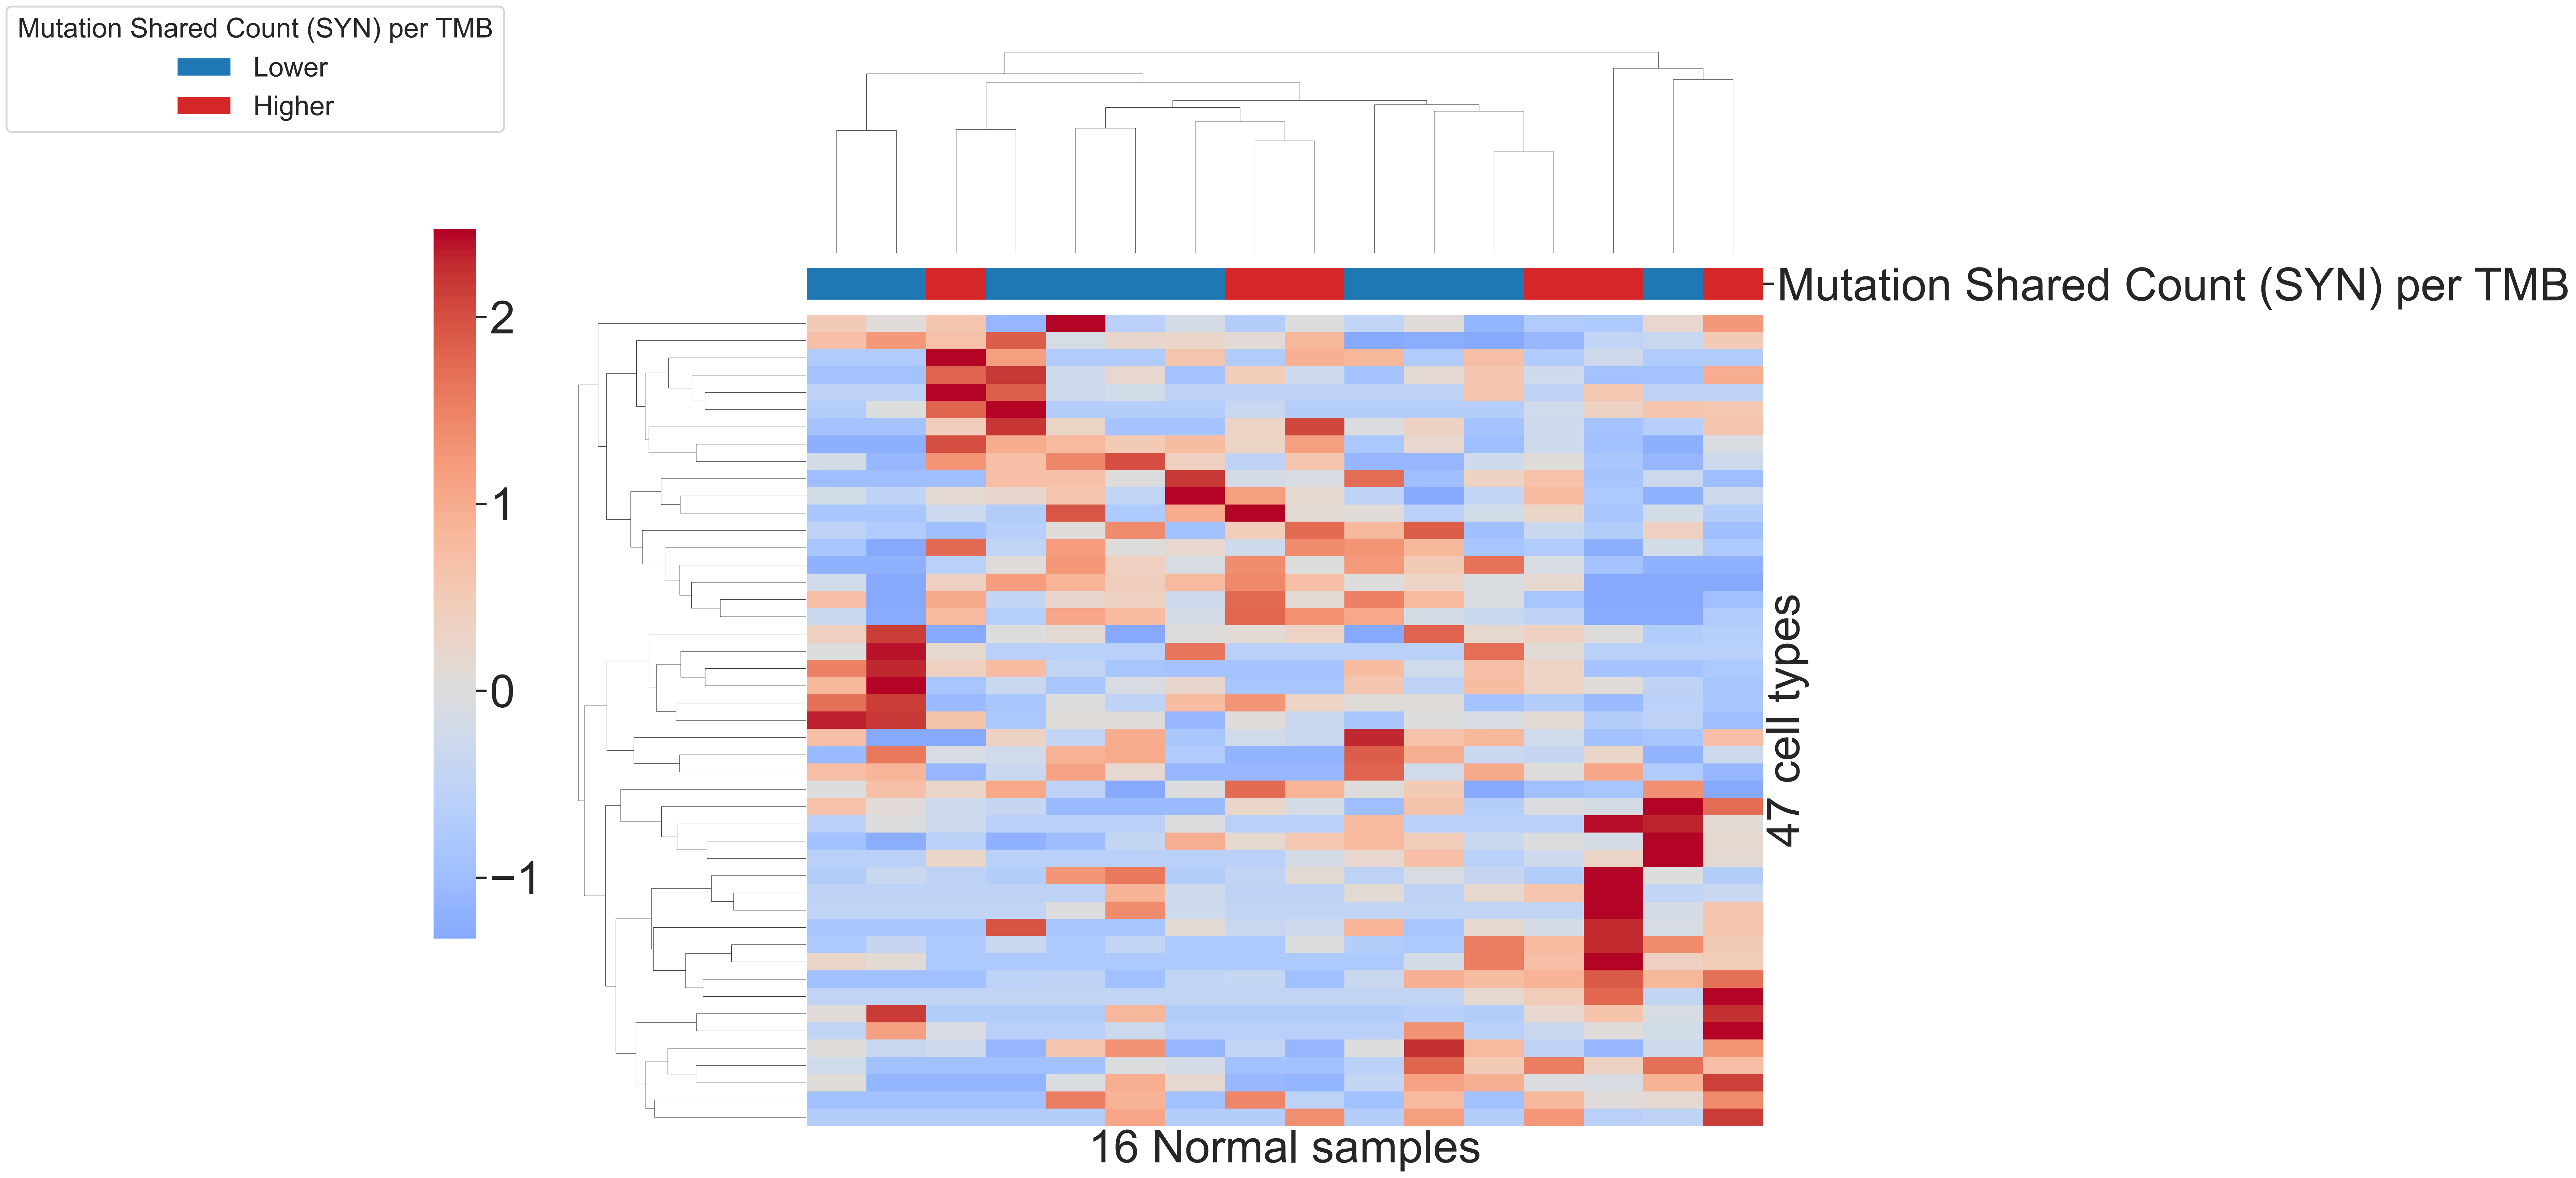 Mutation Shared Count (SYN) per TMB
Lower
Higher
Mutation Shared Count (SYN) per TMB
2
1
0
−1
47 cell types
16 Normal samples